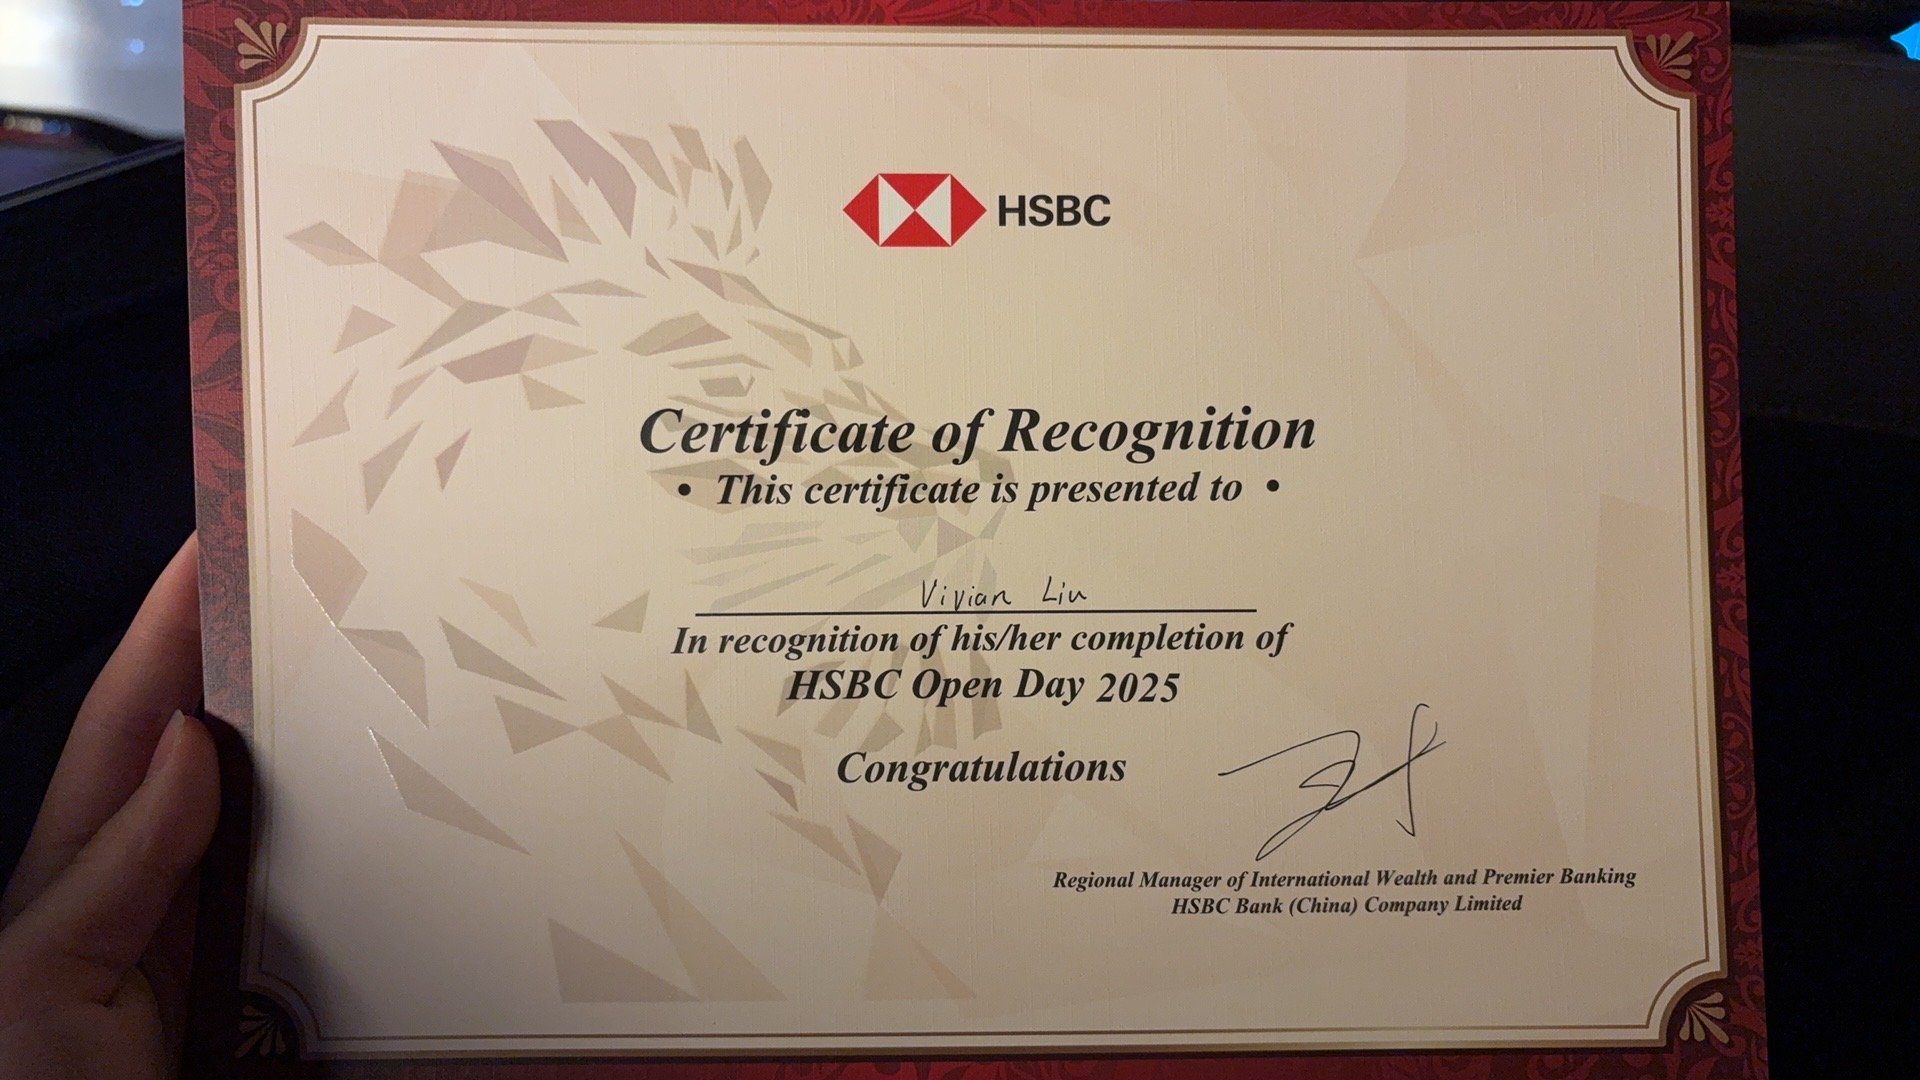 HSBC
Certificate of Recognition
• This certificate is presented to •
Vivian Liu
In recognition of his/her completion of
HSBC Open Day 2025
Congratulations
Regional Manager of International Wealth and Premier Banking
HSBC Bank (China) Company Limited